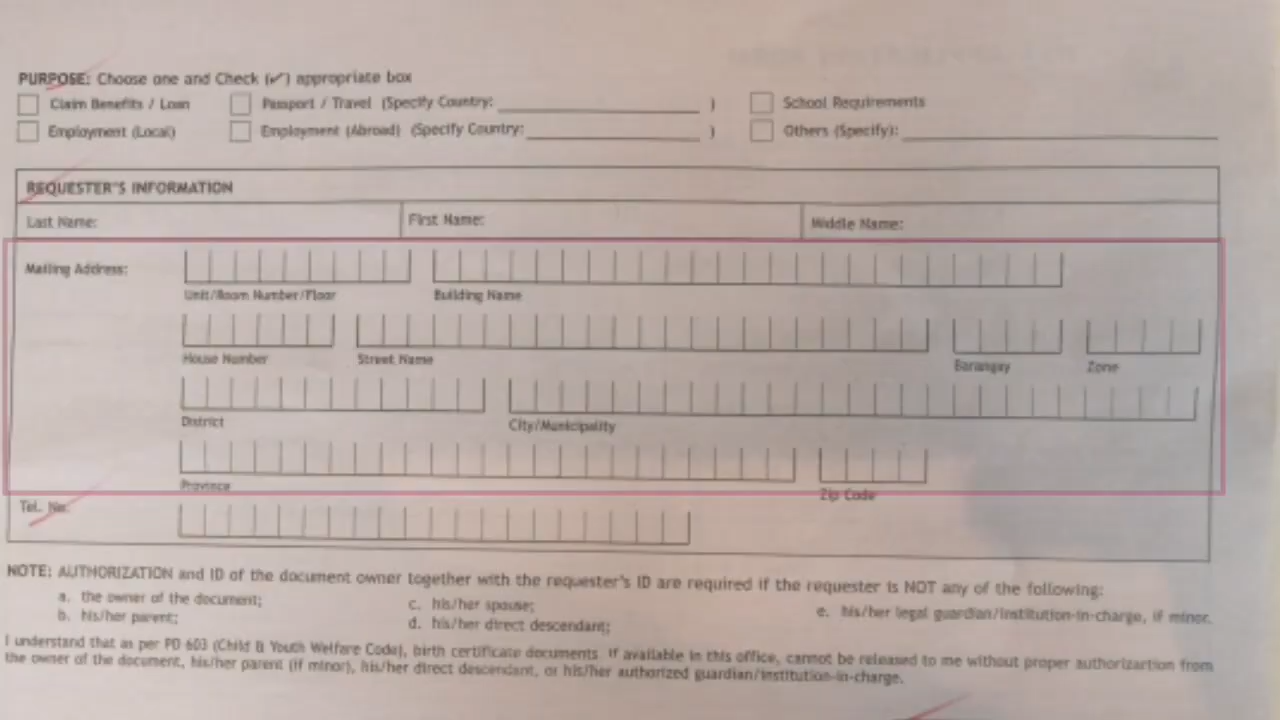 PURPOSE: Choose one and Check (✓) appropriate box
Claim Benefits / Loan Passport / Travel (Specify Country: ) School Requirements
Employment (Local) Employment (Abroad) (Specify Country: ) Others (Specify):
REQUESTER'S INFORMATION
Last Name: First Name: Middle Name:
Mailing Address:
Unit/Room Number/Floor Building Name
House Number Street Name Barangay Zone
District City/Municipality
Province Zip Code
Tel. No.
NOTE: AUTHORIZATION and ID of the document owner together with the requester's ID are required if the requester is NOT any of the following:
a. the owner of the document; c. his/her spouse; e. his/her legal guardian/institution-in-charge, if minor.
b. his/her parent; d. his/her direct descendant;
I understand that as per PD 603 (Child & Youth Welfare Code), birth certificate documents if available in this office, cannot be released to me without proper authorizartion from
the owner of the document, his/her parent (if minor), his/her direct descendant, or his/her authorized guardian/institution-in-charge.